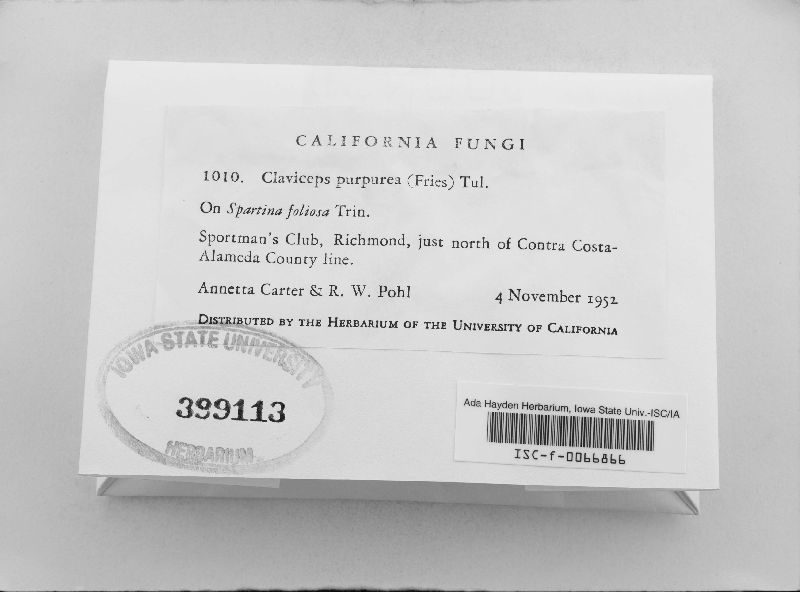 CALIFORNIA FUNGI
1010. Claviceps purpurea (Fries) Tul.
On Spartina foliosa Trin.
Sportman's Club, Richmond, just north of Contra Costa-
Alameda County line.
Annetta Carter & R. W. Pohl 4 November 1952
Distributed by the Herbarium of the University of California
IOWA STATE UNIVERSITY
399113
HERBARIUM
Ada Hayden Herbarium, Iowa State Univ.-ISC/IA
ISC-f-0066866